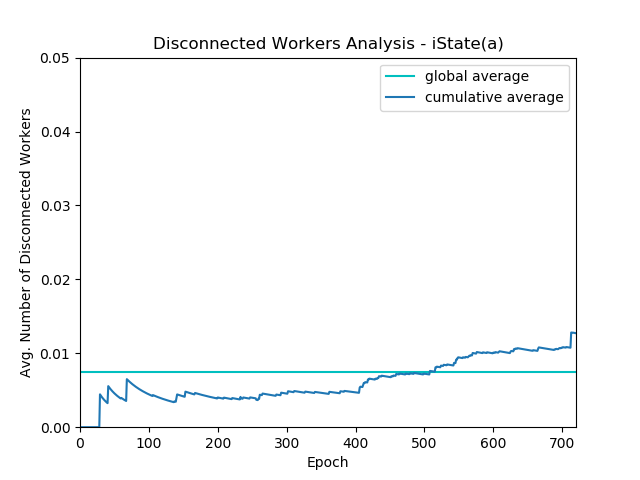 Disconnected Workers Analysis - iState(a)
global average
cumulative average
Avg. Number of Disconnected Workers
0.05
0.04
0.03
0.02
0.01
0.00
0 100 200 300 400 500 600 700
Epoch